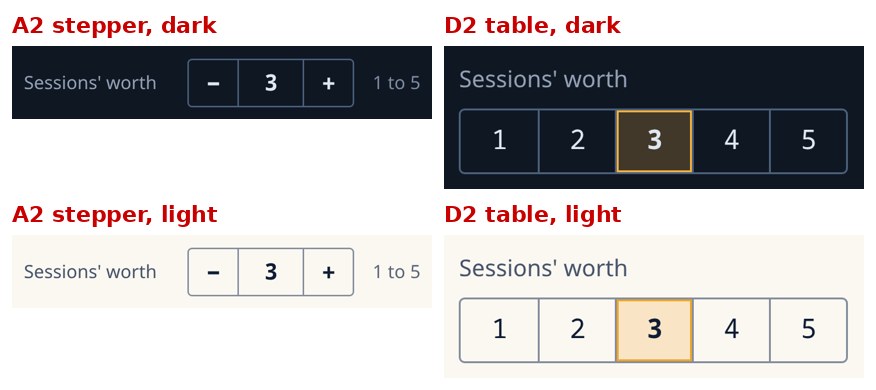 A2 stepper, dark
Sessions' worth − 3 + 1 to 5
D2 table, dark
Sessions' worth
1 2 3 4 5
A2 stepper, light
Sessions' worth − 3 + 1 to 5
D2 table, light
Sessions' worth
1 2 3 4 5